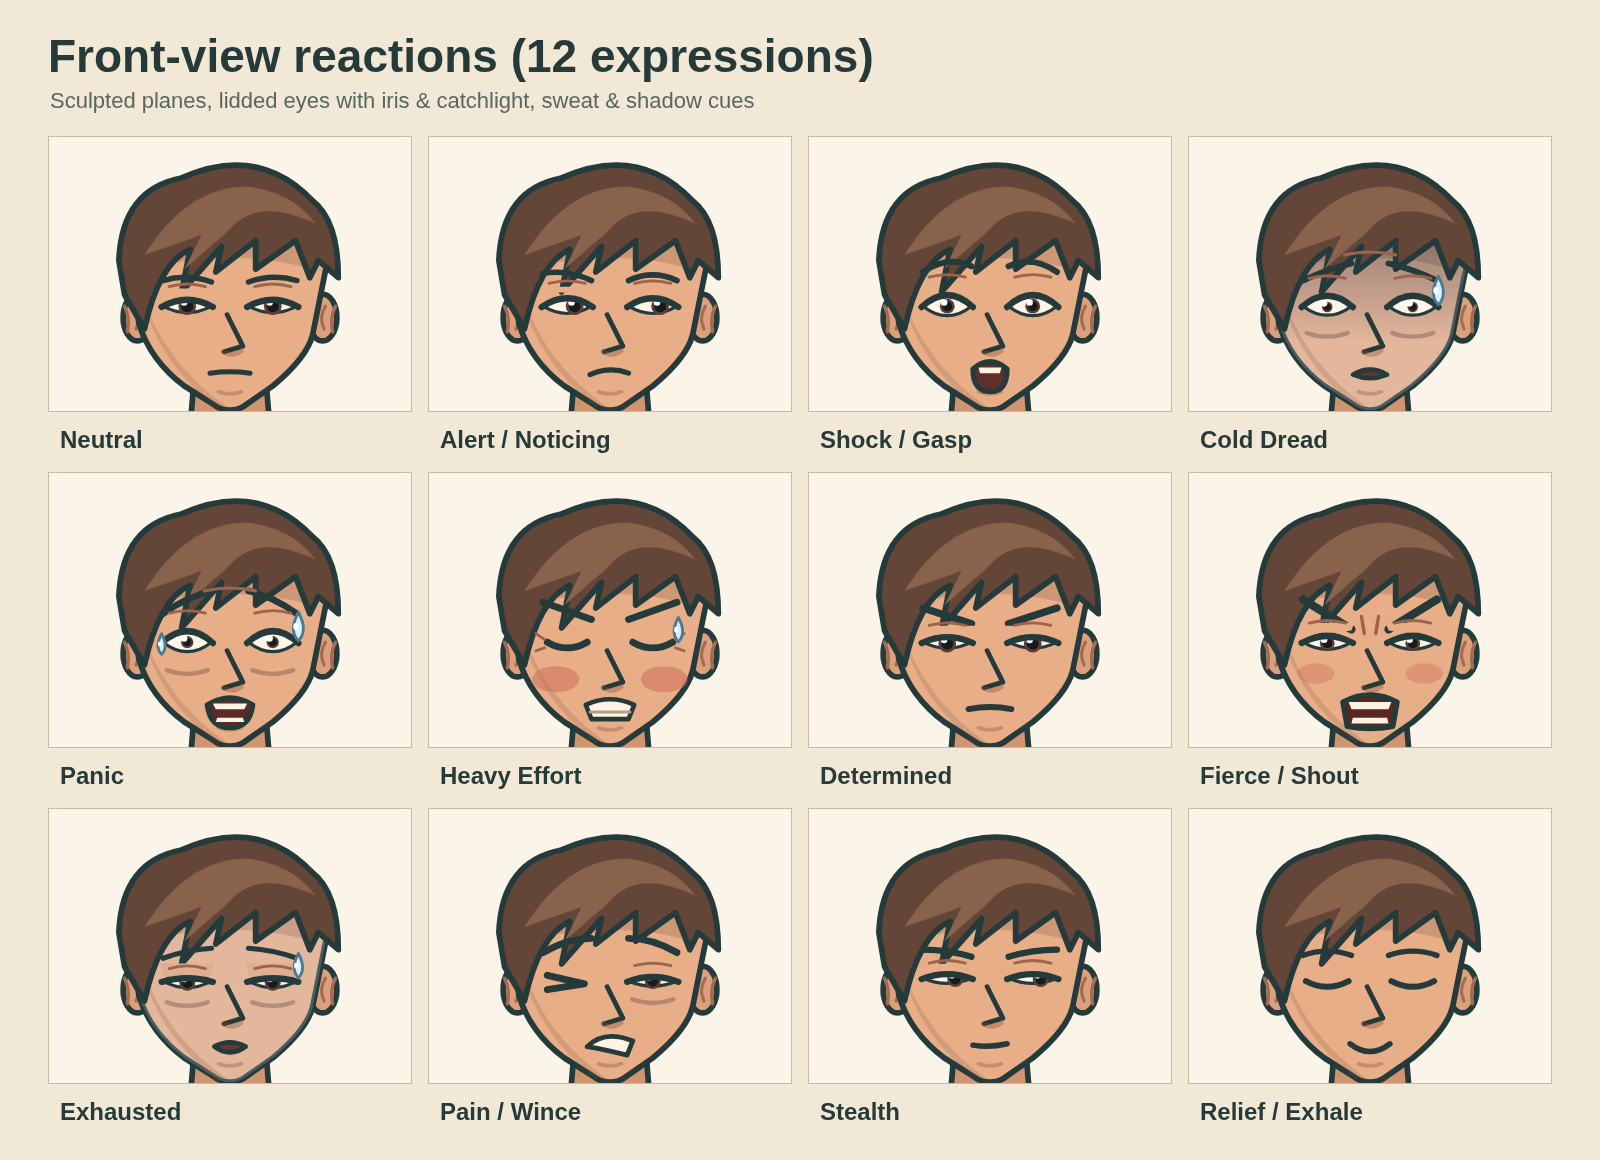 Front-view reactions (12 expressions)
Sculpted planes, lidded eyes with iris & catchlight, sweat & shadow cues
Neutral
Alert / Noticing
Shock / Gasp
Cold Dread
Panic
Heavy Effort
Determined
Fierce / Shout
Exhausted
Pain / Wince
Stealth
Relief / Exhale